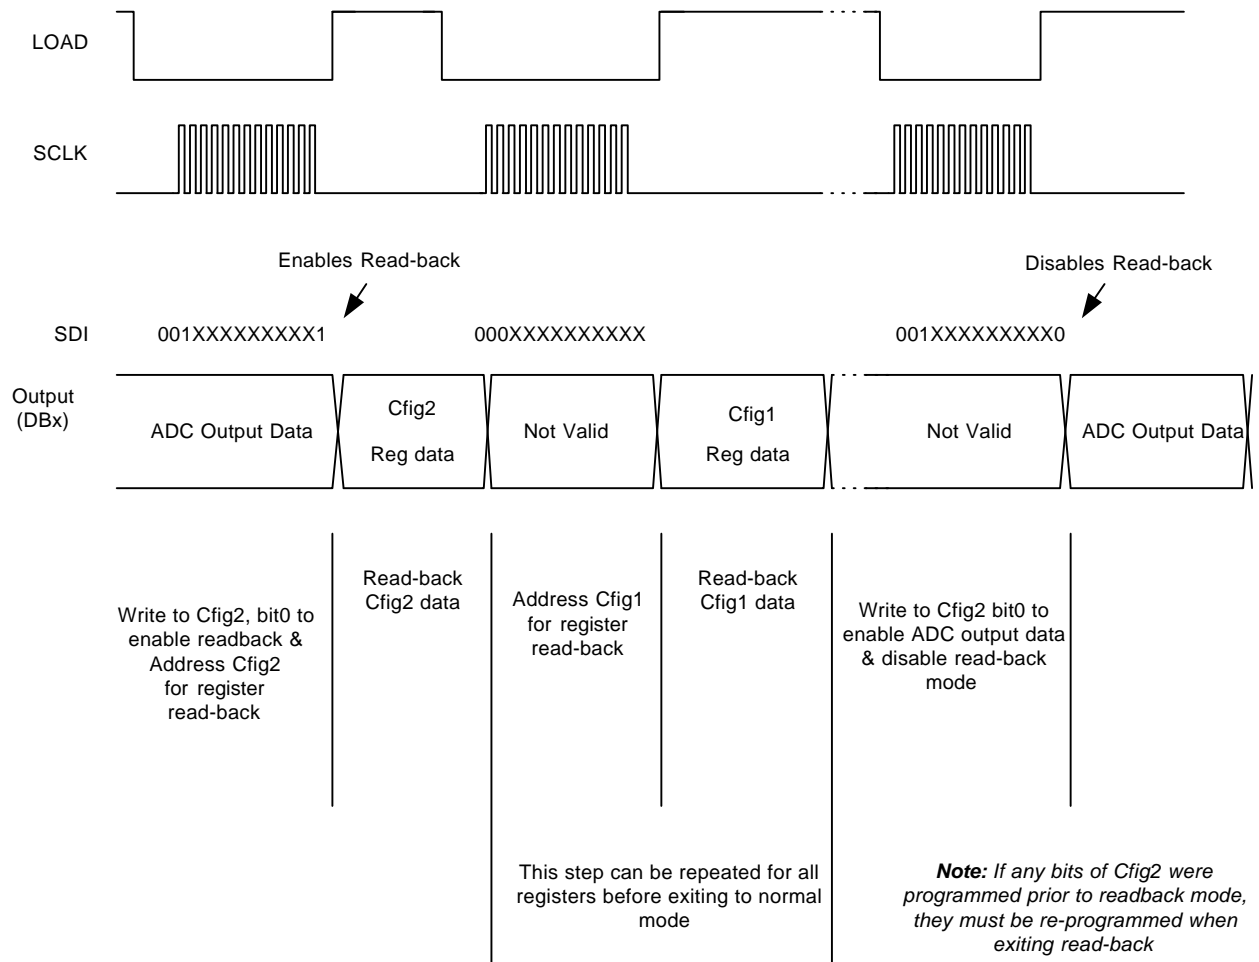 LOAD
SCLK
Enables Read-back
Disables Read-back
SDI
001XXXXXXXXX1
000XXXXXXXXXX
001XXXXXXXXX0
Output
(DBx)
ADC Output Data
Cfig2
Reg data
Not Valid
Cfig1
Reg data
Not Valid
ADC Output Data
Write to Cfig2, bit0 to
enable readback &
Address Cfig2
for register
read-back
Read-back
Cfig2 data
Address Cfig1
for register
read-back
Read-back
Cfig1 data
Write to Cfig2 bit0 to
enable ADC output data
& disable read-back
mode
This step can be repeated for all
registers before exiting to normal
mode
Note: If any bits of Cfig2 were
programmed prior to readback mode,
they must be re-programmed when
exiting read-back